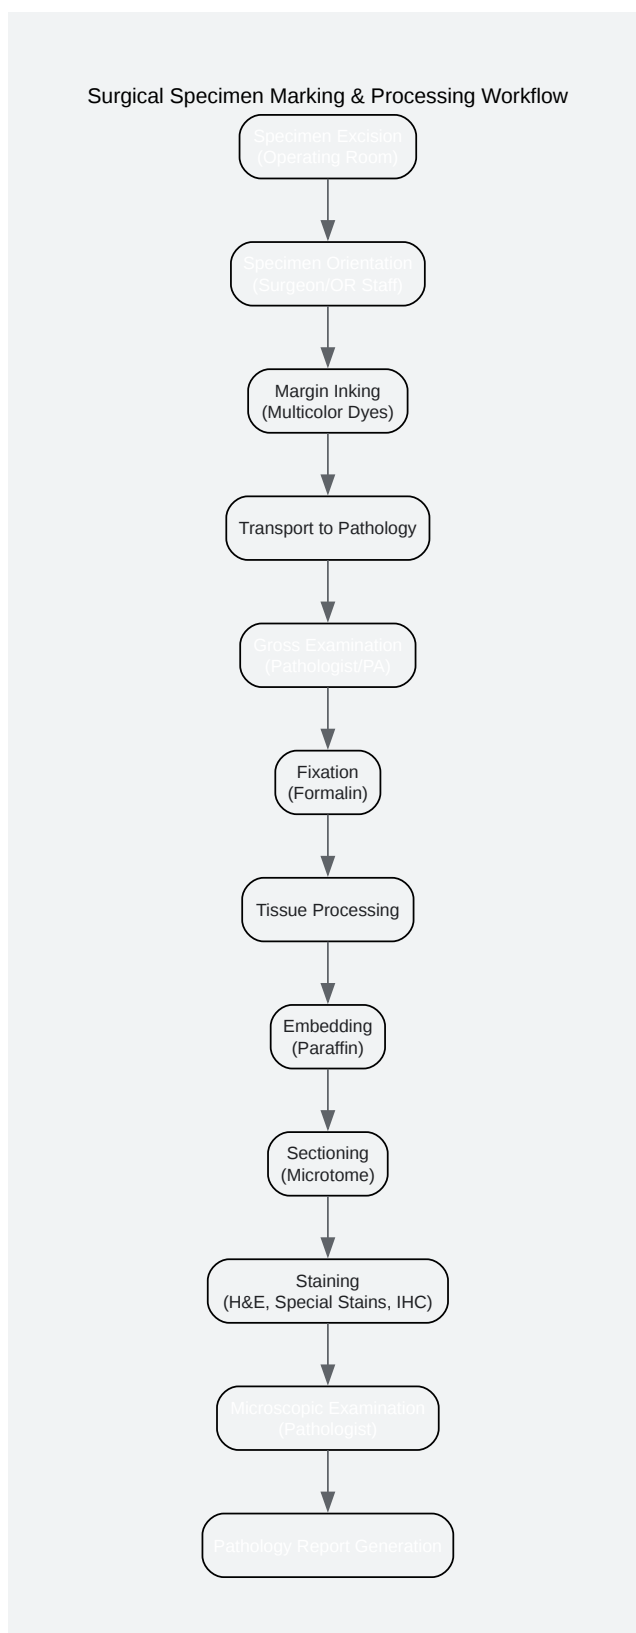 Surgical Specimen Marking & Processing Workflow
Specimen Excision
(Operating Room)
Specimen Orientation
(Surgeon/OR Staff)
Margin Inking
(Multicolor Dyes)
Transport to Pathology
Gross Examination
(Pathologist/PA)
Fixation
(Formalin)
Tissue Processing
Embedding
(Paraffin)
Sectioning
(Microtome)
Staining
(H&E, Special Stains, IHC)
Microscopic Examination
(Pathologist)
Pathology Report Generation